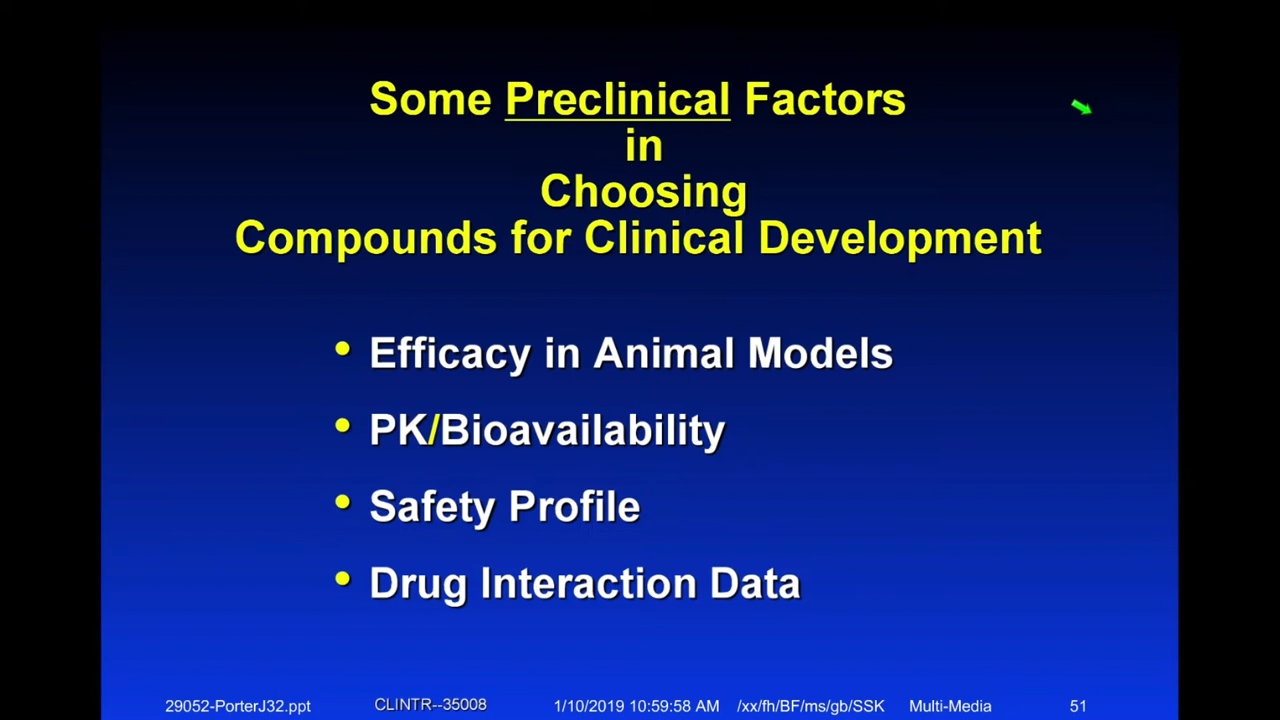 Some Preclinical Factors
in
Choosing
Compounds for Clinical Development
• Efficacy in Animal Models
• PK/Bioavailability
• Safety Profile
• Drug Interaction Data
29052-PorterJ32.ppt CLINTR--35008 1/10/2019 10:59:58 AM /xx/fh/BF/ms/gb/SSK Multi-Media 51